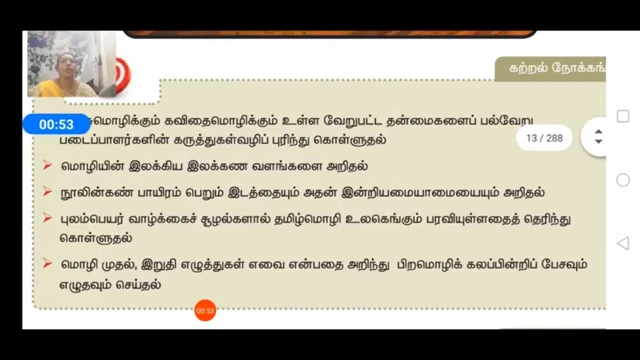 கற்றல் நோக்கங்
00:53
மொழிக்கும் கவிதைமொழிக்கும் உள்ள வேறுபட்ட தன்மைகளைப் பல்வேறு
படைப்பாளர்களின் கருத்துகள்வழிப் புரிந்து கொள்ளுதல்
13 / 288
மொழியின் இலக்கிய இலக்கண வளங்களை அறிதல்
நூலின்கண் பாயிரம் பெறும் இடத்தையும் அதன் இன்றியமையாமையையும் அறிதல்
புலம்பெயர் வாழ்க்கைச் சூழல்களால் தமிழ்மொழி உலகெங்கும் பரவியுள்ளதைத் தெரிந்து
கொள்ளுதல்
மொழி முதல், இறுதி எழுத்துகள் எவை என்பதை அறிந்து பிறமொழிக் கலப்பின்றிப் பேசவும்
எழுதவும் செய்தல்
00:53